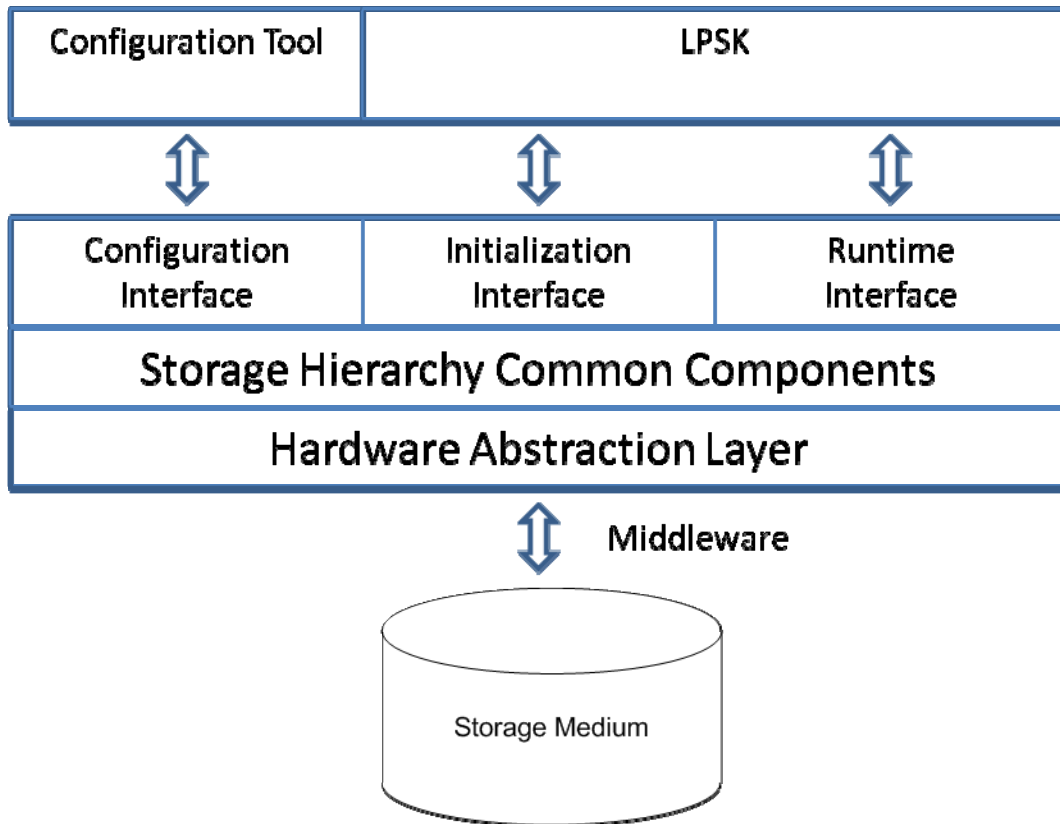 Configuration Tool
LPSK
Configuration
Interface
Initialization
Interface
Runtime
Interface
Storage Hierarchy Common Components
Hardware Abstraction Layer
Middleware
Storage Medium